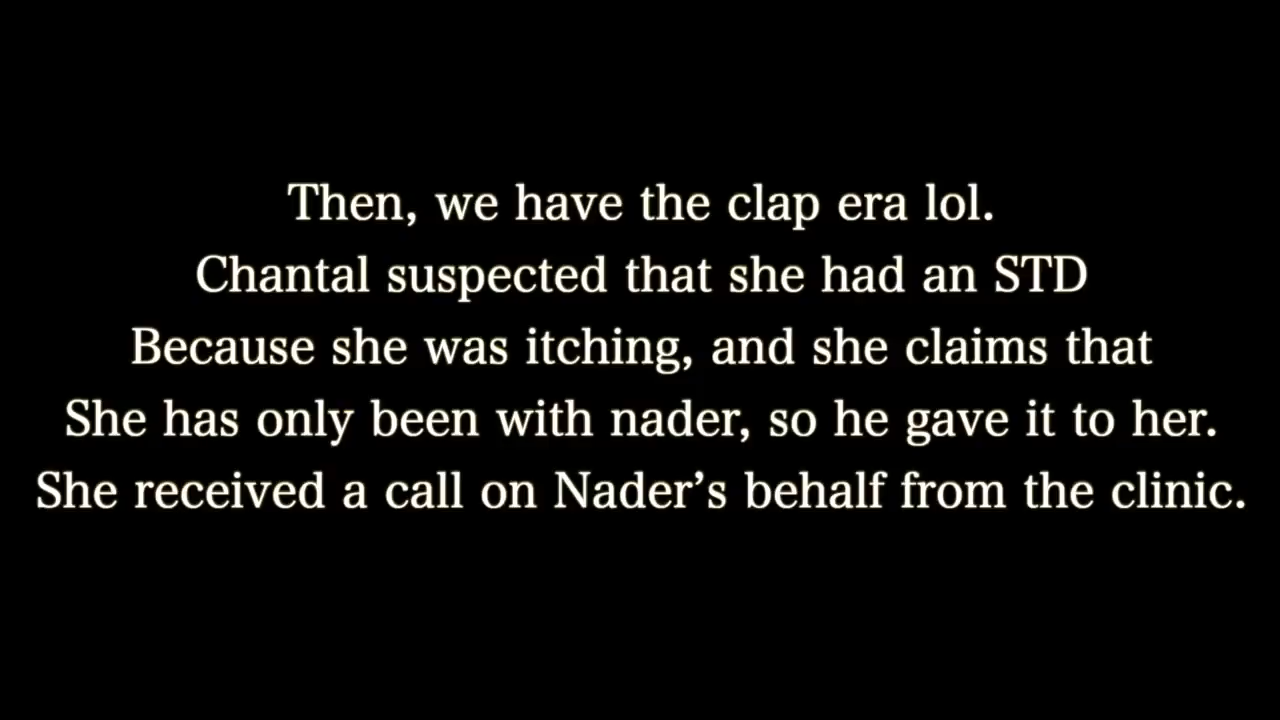 Then, we have the clap era lol.
Chantal suspected that she had an STD
Because she was itching, and she claims that
She has only been with nader, so he gave it to her.
She received a call on Nader’s behalf from the clinic.